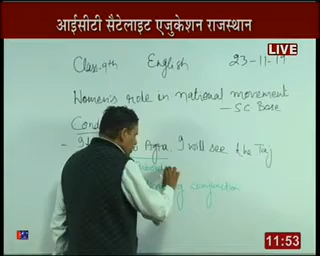 आईसीटी सैटेलाइट एजुकेशन राजस्थान
LIVE
Class-9th English 23-11-19
Women's role in national movement
- S C Bose
Cond
- Agra, I will see the Taj
conjunction
11:53